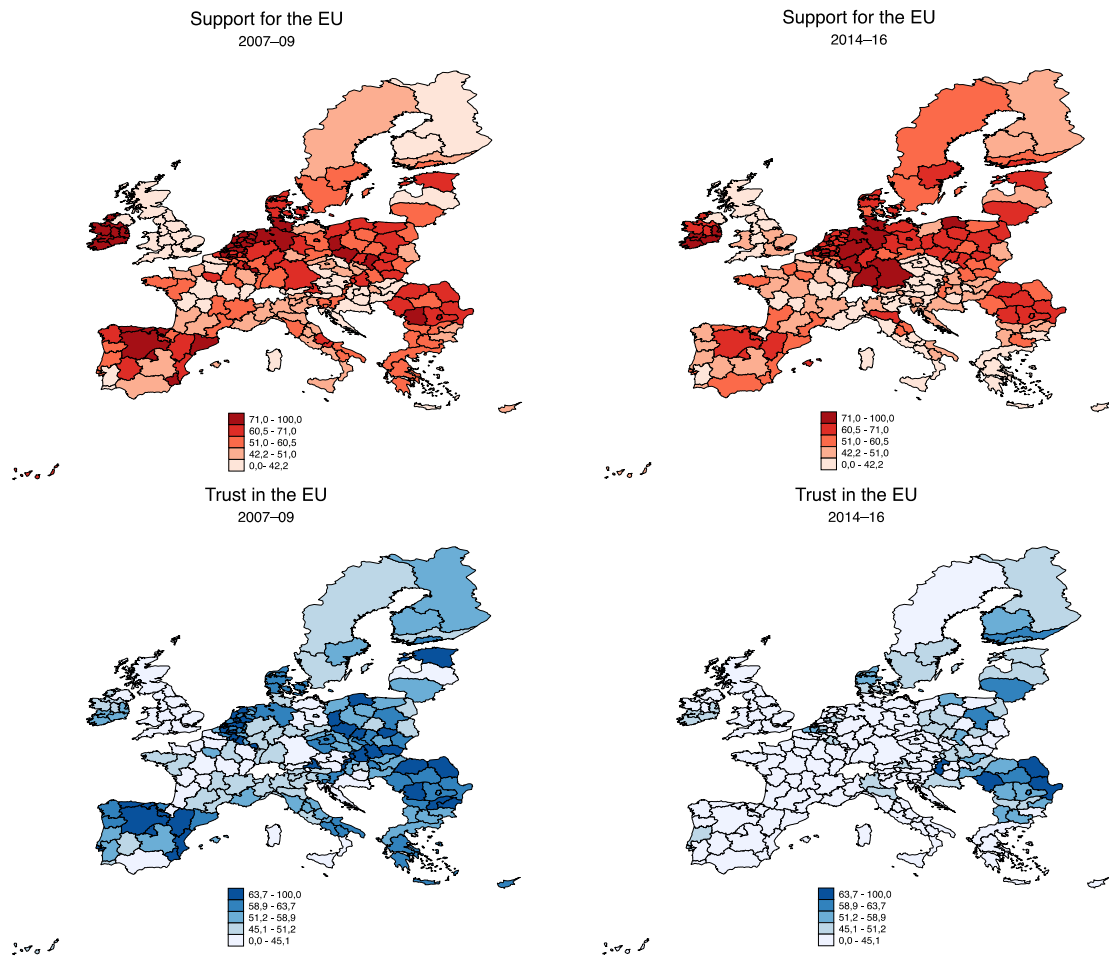 Support for the EU
2007–09
71,0 - 100,0
60,5 - 71,0
51,0 - 60,5
42,2 - 51,0
0,0- 42,2
Support for the EU
2014–16
71,0 - 100,0
60,5 - 71,0
51,0 - 60,5
42,2 - 51,0
0,0 - 42,2
Trust in the EU
2007–09
63,7 - 100,0
58,9 - 63,7
51,2 - 58,9
45,1 - 51,2
0,0 - 45,1
Trust in the EU
2014–16
63,7 - 100,0
58,9 - 63,7
51,2 - 58,9
45,1 - 51,2
0,0 - 45,1